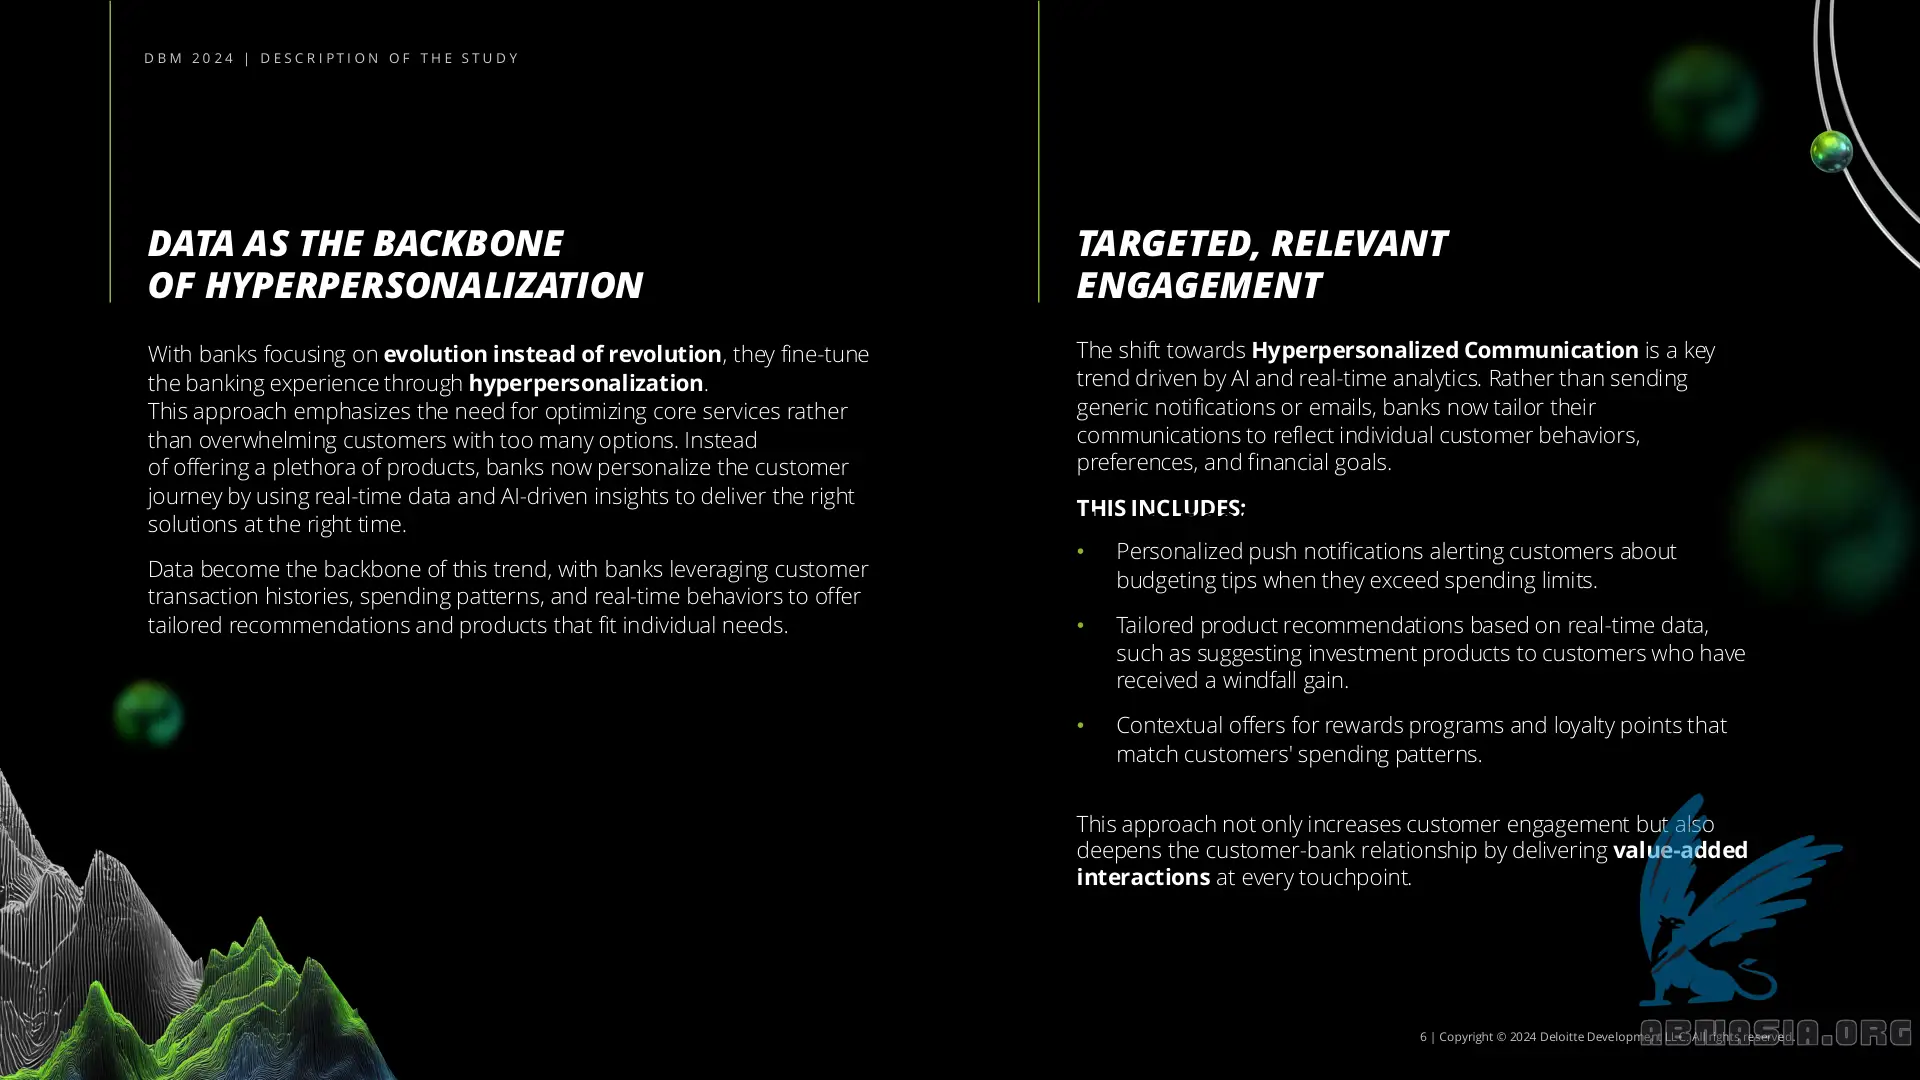 DBM 2024 | DESCRIPTION OF THE STUDY
DATA AS THE BACKBONE
OF HYPERPERSONALIZATION
With banks focusing on evolution instead of revolution, they fine-tune
the banking experience through hyperpersonalization.
This approach emphasizes the need for optimizing core services rather
than overwhelming customers with too many options. Instead
of offering a plethora of products, banks now personalize the customer
journey by using real-time data and AI-driven insights to deliver the right
solutions at the right time.
Data become the backbone of this trend, with banks leveraging customer
transaction histories, spending patterns, and real-time behaviors to offer
tailored recommendations and products that fit individual needs.
TARGETED, RELEVANT
ENGAGEMENT
The shift towards Hyperpersonalized Communication is a key
trend driven by AI and real-time analytics. Rather than sending
generic notifications or emails, banks now tailor their
communications to reflect individual customer behaviors,
preferences, and financial goals.
THIS INCLUDES:
• Personalized push notifications alerting customers about
budgeting tips when they exceed spending limits.
• Tailored product recommendations based on real-time data,
such as suggesting investment products to customers who have
received a windfall gain.
• Contextual offers for rewards programs and loyalty points that
match customers' spending patterns.
This approach not only increases customer engagement but also
deepens the customer-bank relationship by delivering value-added
interactions at every touchpoint.
6 | Copyright © 2024 Deloitte Development LLC. All rights reserved.
ABNASIA.ORG